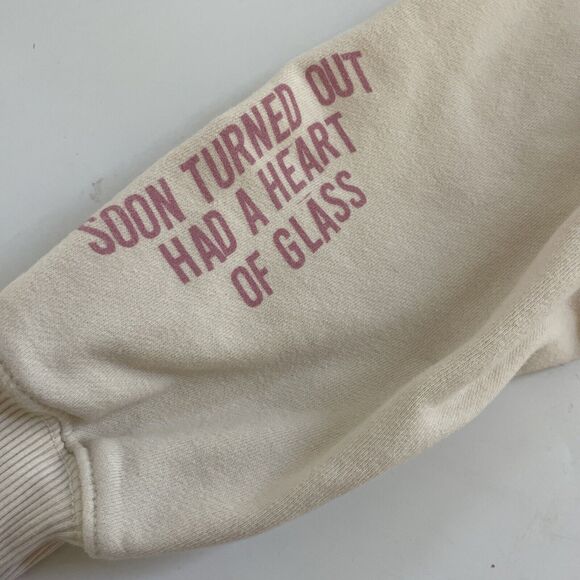 SOON TURNED OUT
HAD A HEART
OF GLASS